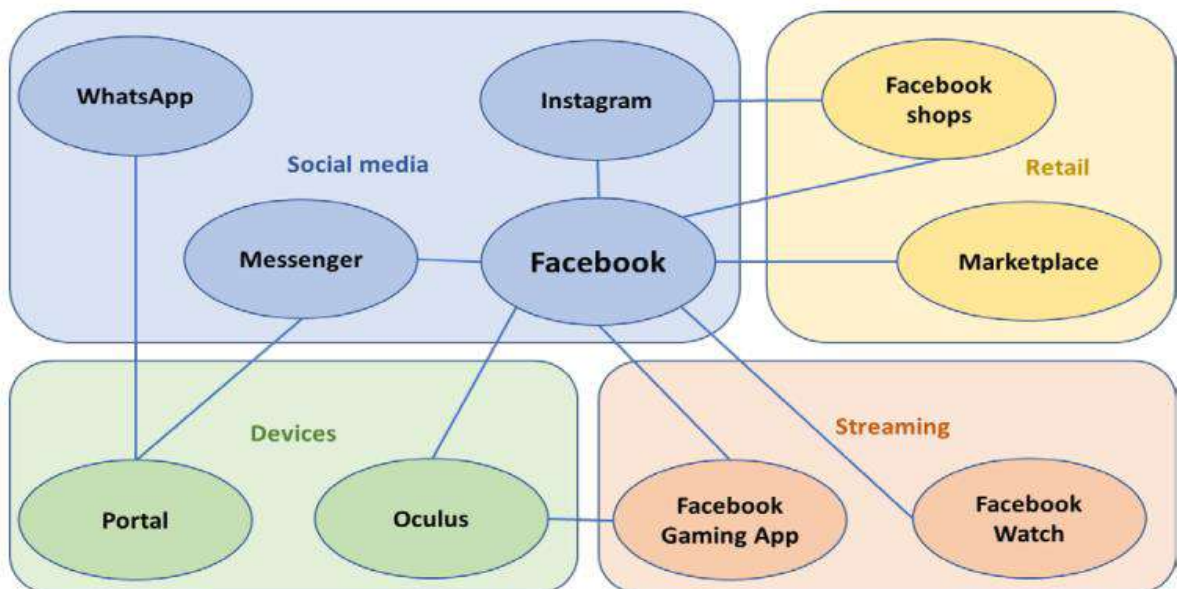 WhatsApp
Instagram
Facebook
shops
Social media
Retail
Messenger
Facebook
Marketplace
Devices
Streaming
Portal
Oculus
Facebook
Gaming App
Facebook
Watch